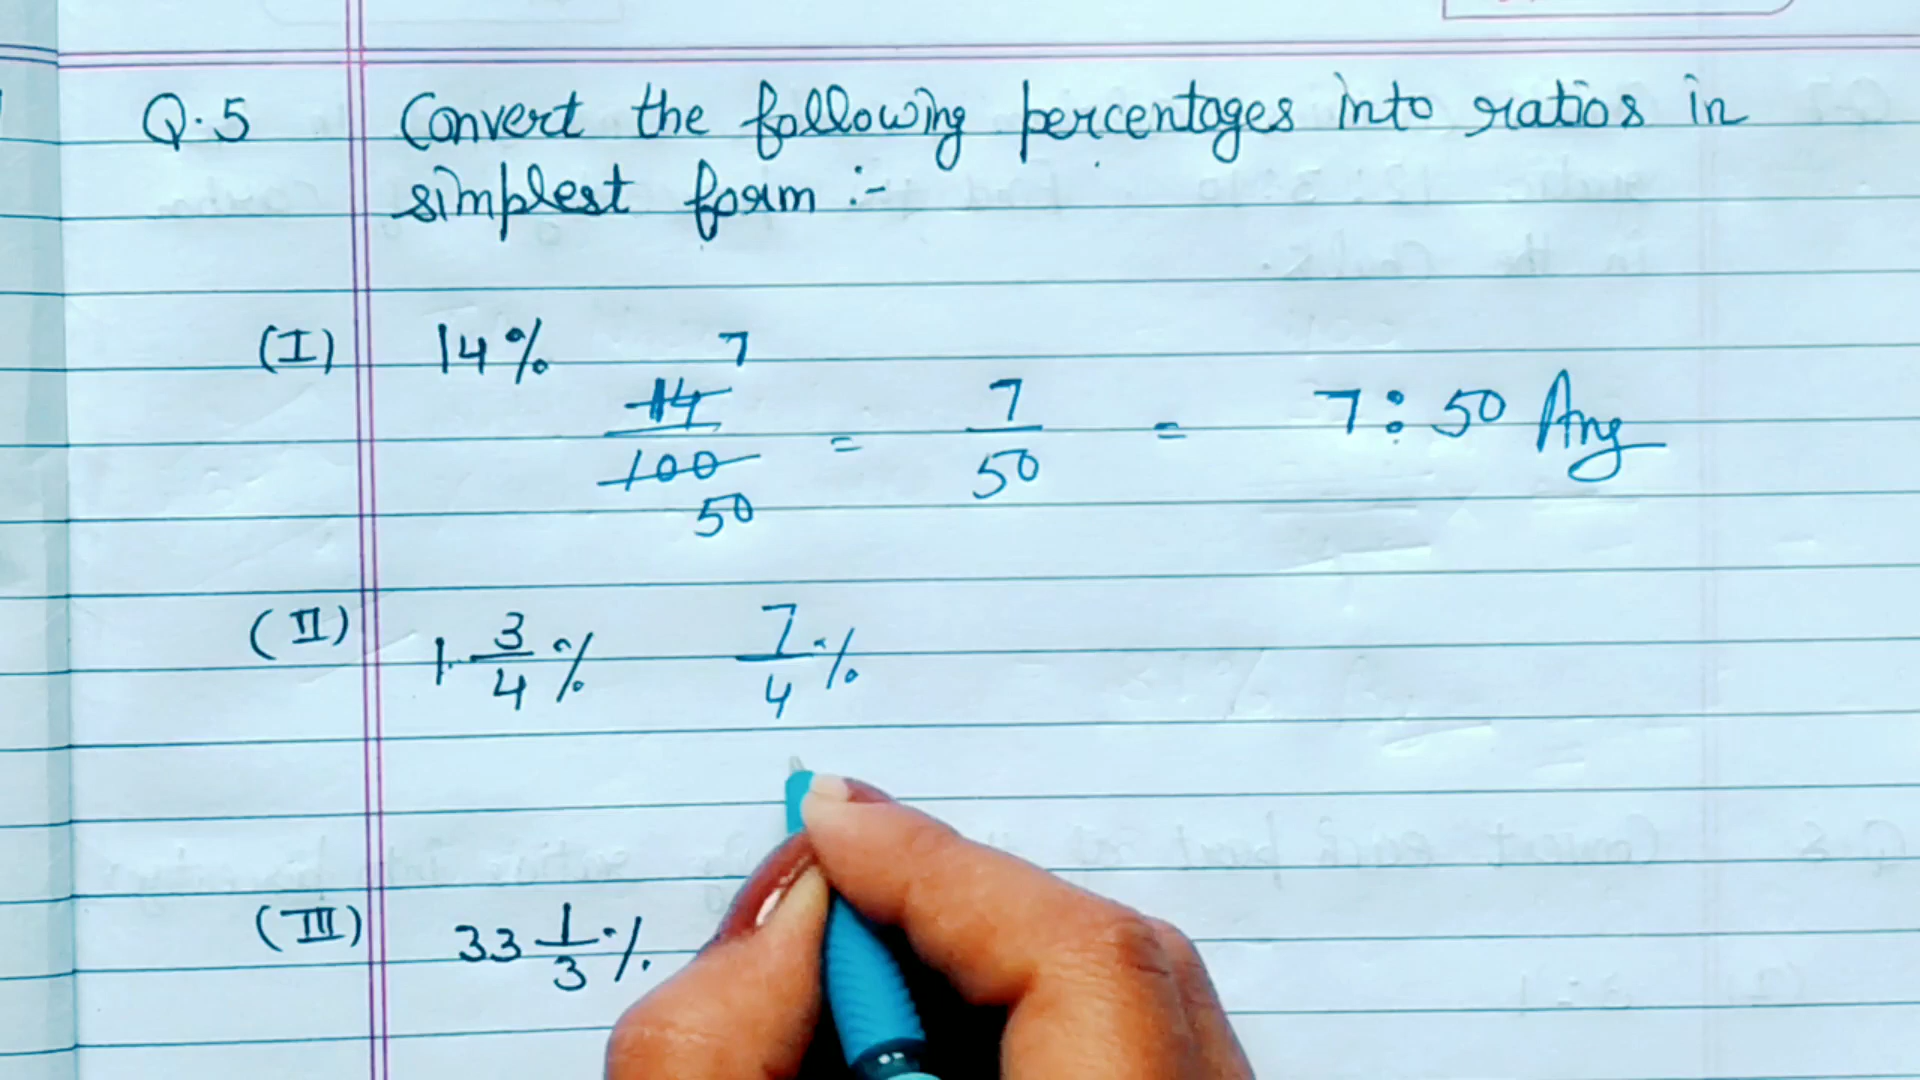 Q.5 Convert the following percentages into ratios in
simplest form :-
(I) 14% 14/100 7 50 = 7/50 = 7:50 Ans
(II) 1 3/4 % 7/4 %
(III) 33 1/3 %